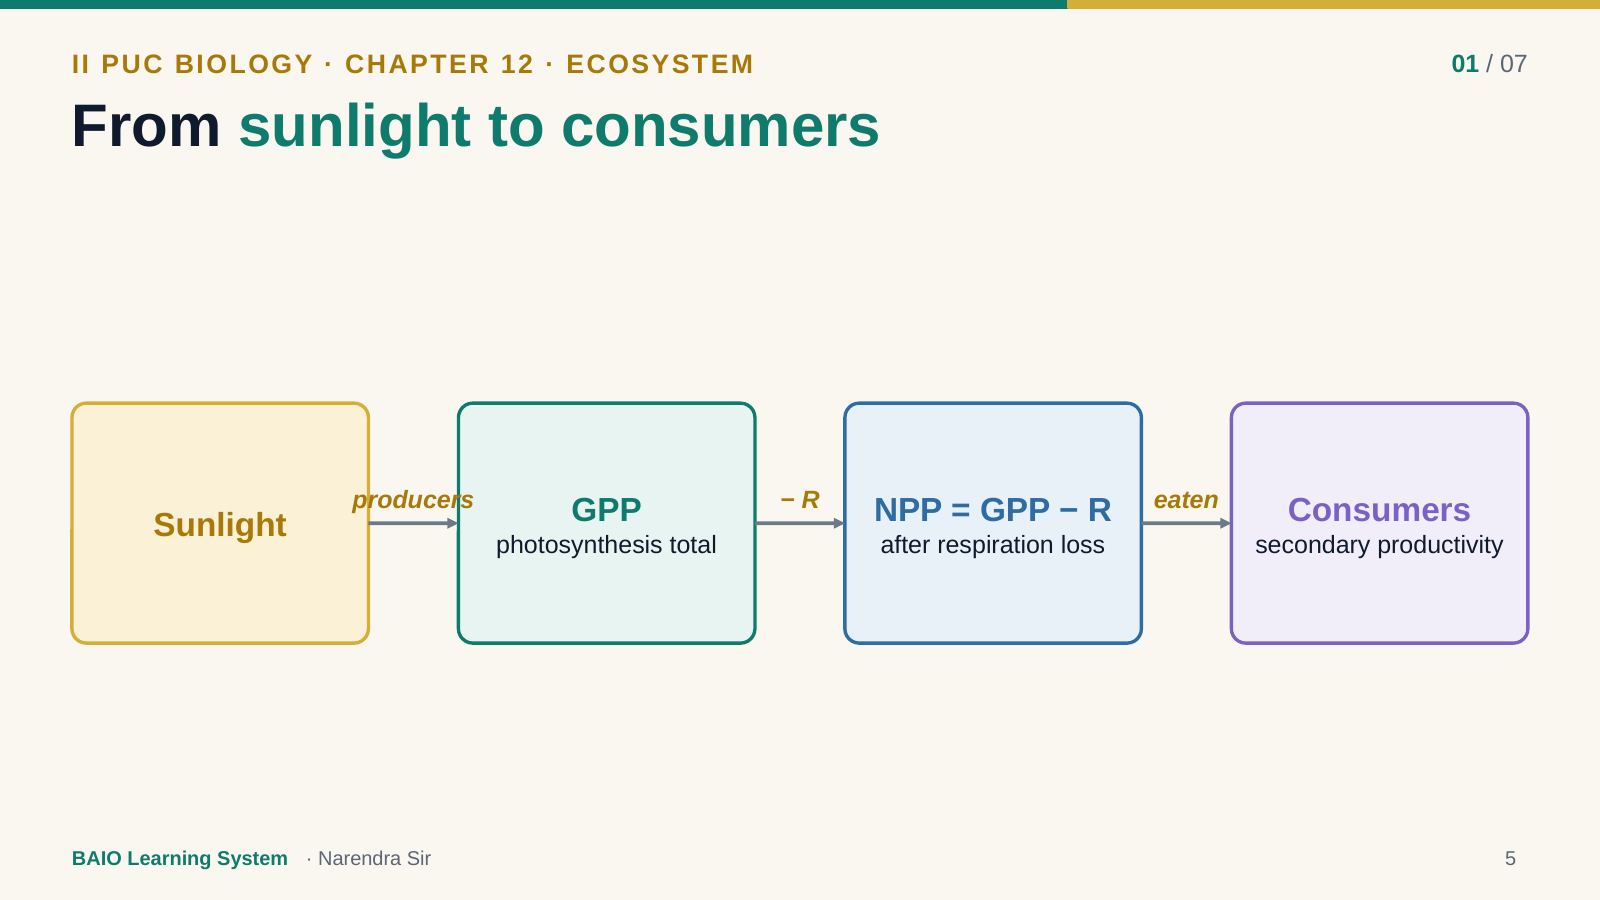 II PUC BIOLOGY · CHAPTER 12 · ECOSYSTEM
01 / 07
From sunlight to consumers
Sunlight
producers
GPP
photosynthesis total
− R
NPP = GPP − R
after respiration loss
eaten
Consumers
secondary productivity
BAIO Learning System · Narendra Sir
5